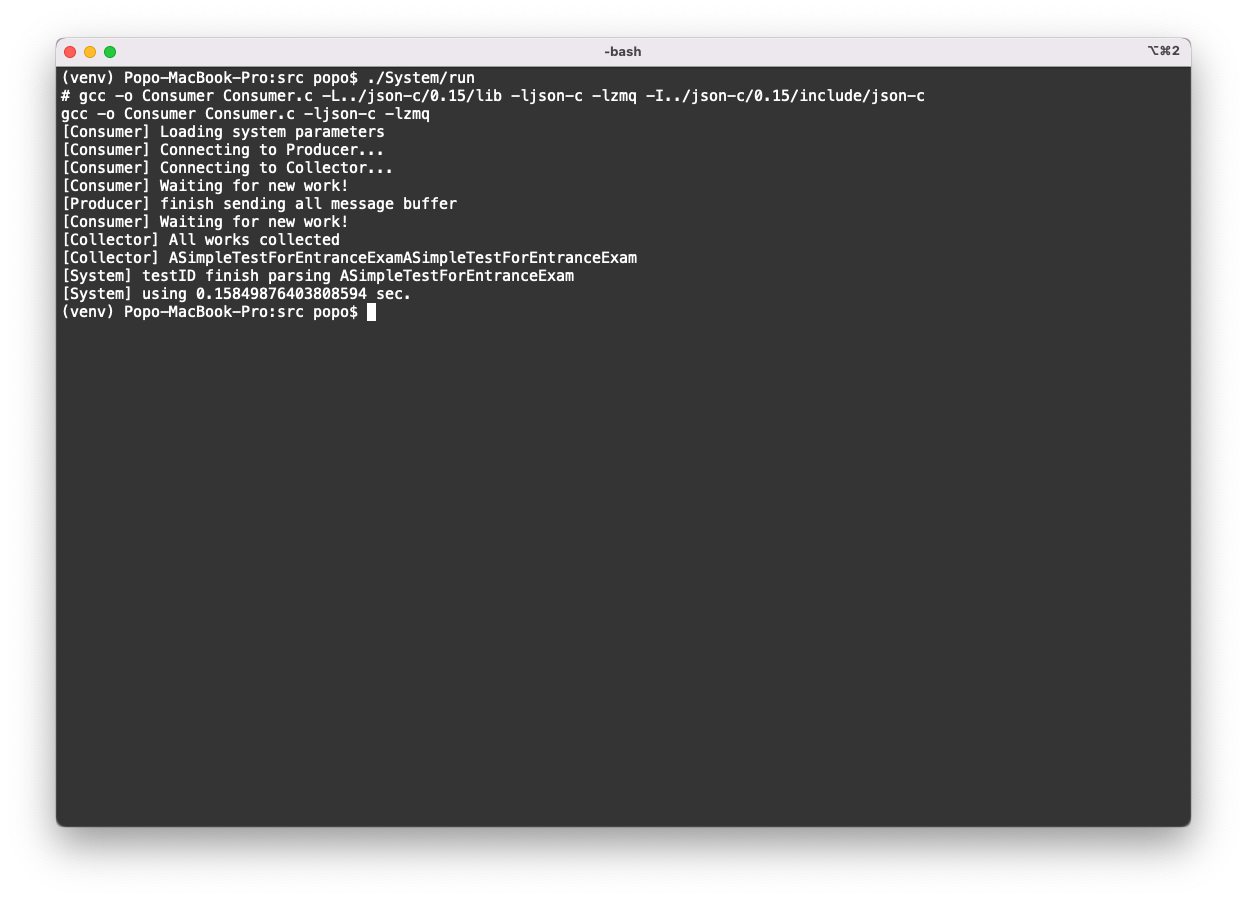 -bash
⌥⌘2
(venv) Popo-MacBook-Pro:src popo$ ./System/run
# gcc -o Consumer Consumer.c -L../json-c/0.15/lib -ljson-c -lzmq -I../json-c/0.15/include/json-c
gcc -o Consumer Consumer.c -ljson-c -lzmq
[Consumer] Loading system parameters
[Consumer] Connecting to Producer...
[Consumer] Connecting to Collector...
[Consumer] Waiting for new work!
[Producer] finish sending all message buffer
[Consumer] Waiting for new work!
[Collector] All works collected
[Collector] ASimpleTestForEntranceExamASimpleTestForEntranceExam
[System] testID finish parsing ASimpleTestForEntranceExam
[System] using 0.15849876403808594 sec.
(venv) Popo-MacBook-Pro:src popo$